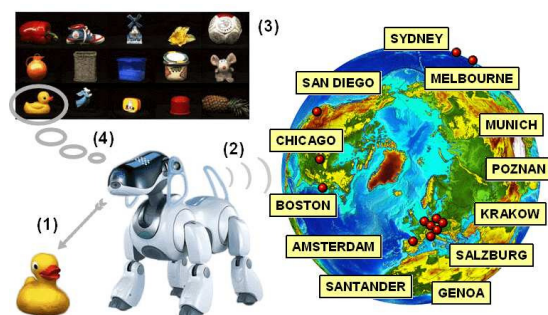 (3)
(4)
(2)
(1)
SYDNEY
SAN DIEGO
MELBOURNE
MUNICH
CHICAGO
POZNAN
BOSTON
KRAKOW
AMSTERDAM
SALZBURG
SANTANDER
GENOA